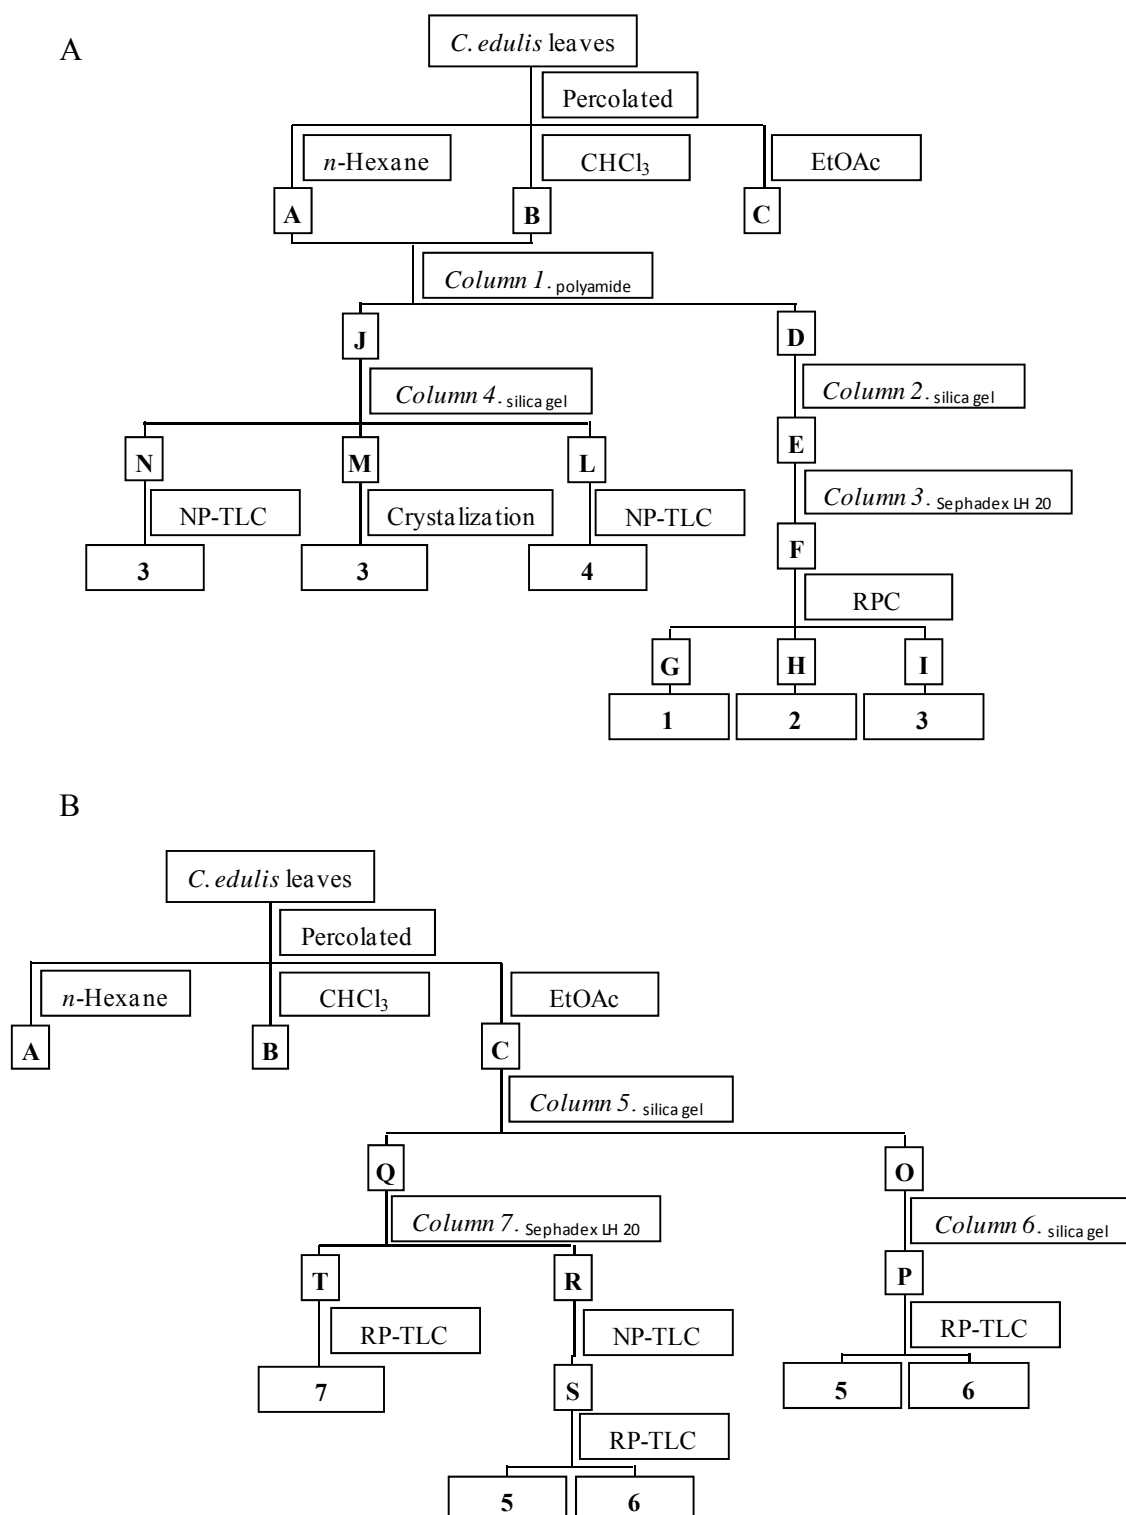 A
C. edulis leaves
Percolated
n-Hexane
CHCl₃
EtOAc
A
B
C
Column 1. polyamide
J
D
Column 4. silica gel
Column 2. silica gel
N
M
L
E
NP-TLC
Crystalization
NP-TLC
Column 3. Sephadex LH 20
3
3
4
F
RPC
G
H
I
1
2
3
B
C. edulis leaves
Percolated
n-Hexane
CHCl₃
EtOAc
A
B
C
Column 5. silica gel
Q
O
Column 7. Sephadex LH 20
Column 6. silica gel
T
R
P
RP-TLC
NP-TLC
RP-TLC
7
S
5
6
RP-TLC
5
6